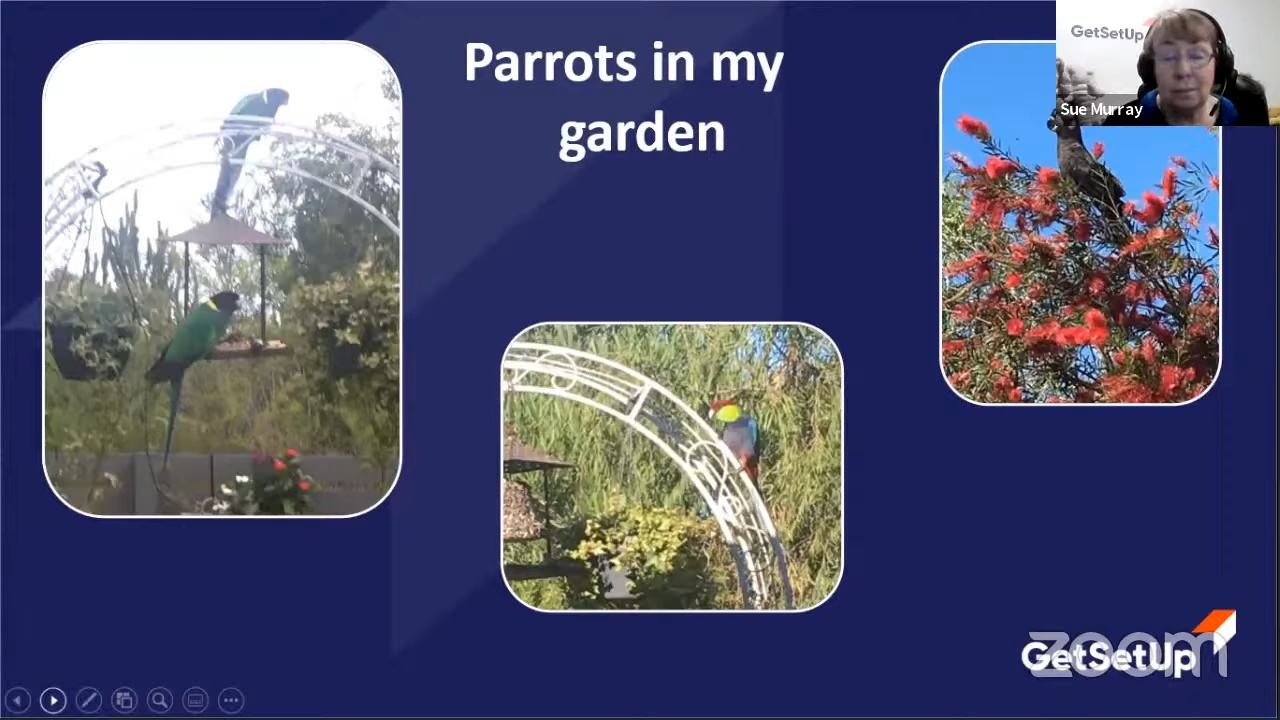 Parrots in my
garden
GetSetUp
Sue Murray
zoom
GetSetUp